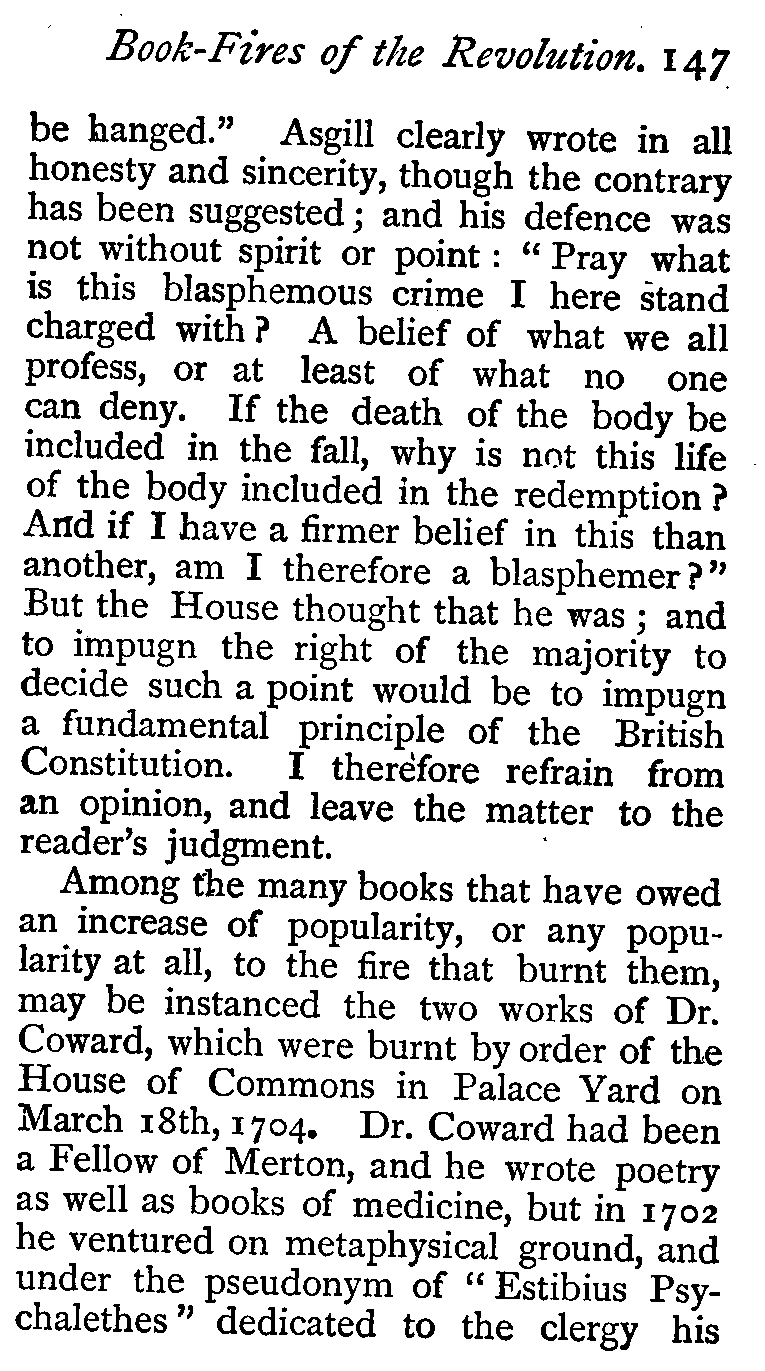 Book-Fires of the Revolution. 147
be hanged.” Asgill clearly wrote in all
honesty and sincerity, though the contrary
has been suggested ; and his defence was
not without spirit or point : “ Pray what
is this blasphemous crime I here stand
charged with ? A belief of what we all
profess, or at least of what no one
can deny. If the death of the body be
included in the fall, why is not this life
of the body included in the redemption ?
And if I have a firmer belief in this than
another, am I therefore a blasphemer ? ”
But the House thought that he was ; and
to impugn the right of the majority to
decide such a point would be to impugn
a fundamental principle of the British
Constitution. I therefore refrain from
an opinion, and leave the matter to the
reader’s judgment.
Among the many books that have owed
an increase of popularity, or any popu-
larity at all, to the fire that burnt them,
may be instanced the two works of Dr.
Coward, which were burnt by order of the
House of Commons in Palace Yard on
March 18th, 1704. Dr. Coward had been
a Fellow of Merton, and he wrote poetry
as well as books of medicine, but in 1702
he ventured on metaphysical ground, and
under the pseudonym of “ Estibius Psy-
chalethes ” dedicated to the clergy his